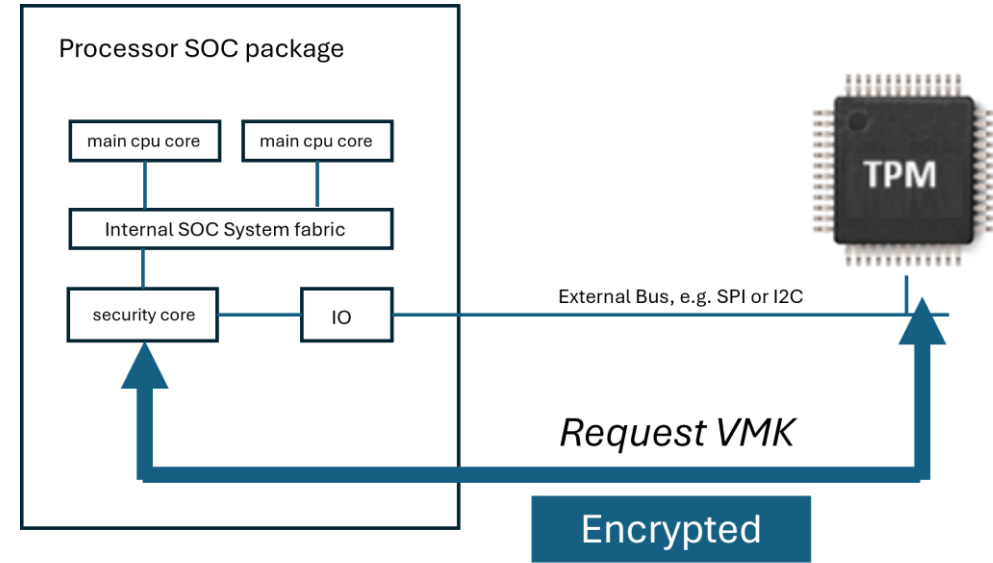 Processor SOC package
main cpu core
main cpu core
Internal SOC System fabric
security core
IO
External Bus, e.g. SPI or I2C
TPM
Request VMK
Encrypted